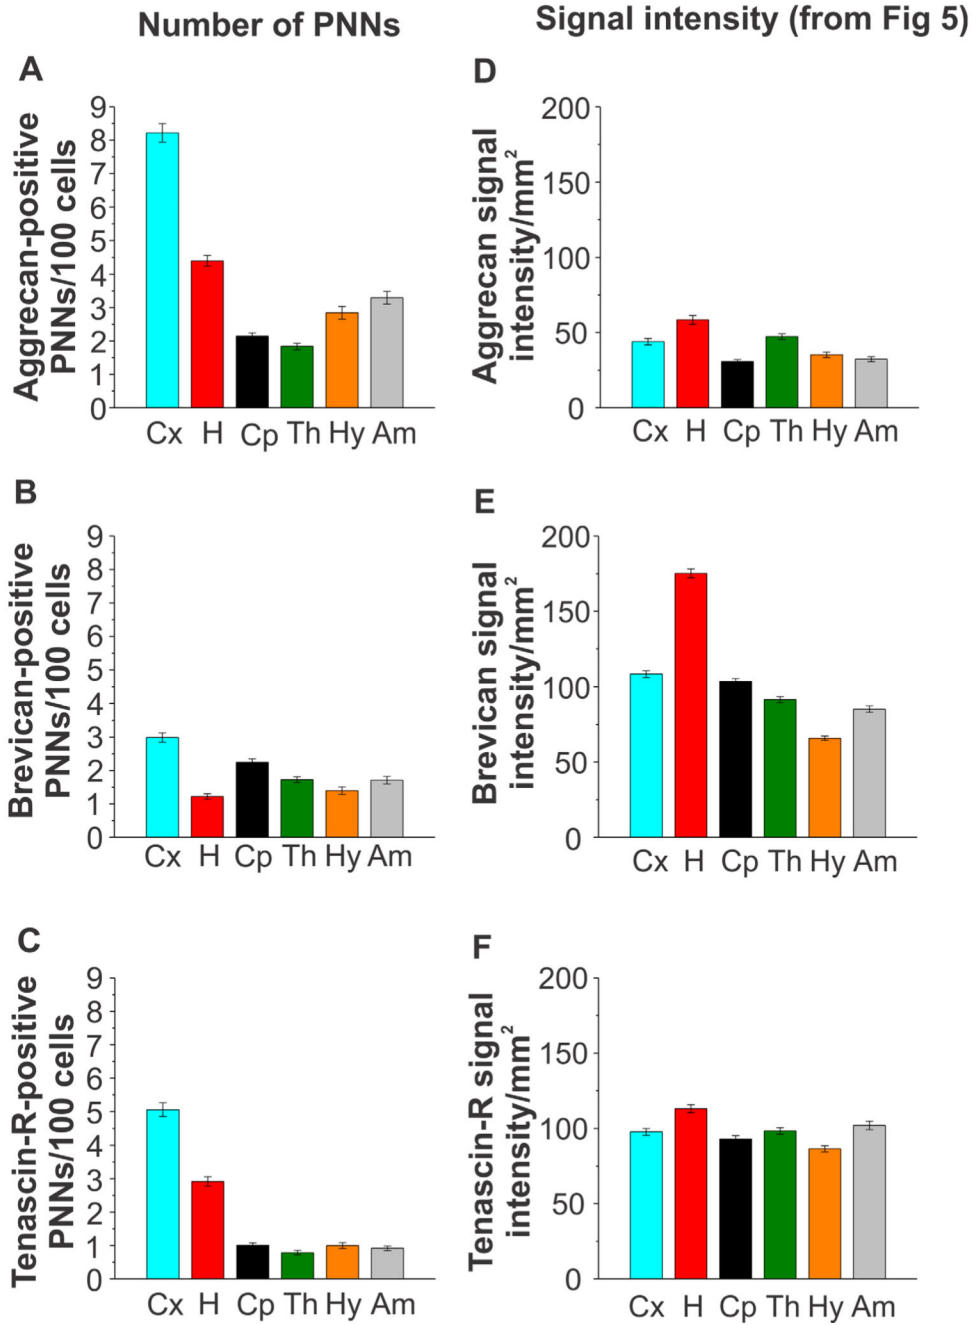 Number of PNNs
Signal intensity (from Fig 5)
A
Aggrecan-positive
PNNs/100 cells
9
8
7
6
5
4
3
2
1
0
Cx H Cp Th Hy Am
D
Aggrecan signal
intensity/mm²
200
150
100
50
0
Cx H Cp Th Hy Am
B
Brevican-positive
PNNs/100 cells
9
8
7
6
5
4
3
2
1
0
Cx H Cp Th Hy Am
E
Brevican signal
intensity/mm²
200
150
100
50
0
Cx H Cp Th Hy Am
C
Tenascin-R-positive
PNNs/100 cells
9
8
7
6
5
4
3
2
1
0
Cx H Cp Th Hy Am
F
Tenascin-R signal
intensity/mm²
200
150
100
50
0
Cx H Cp Th Hy Am